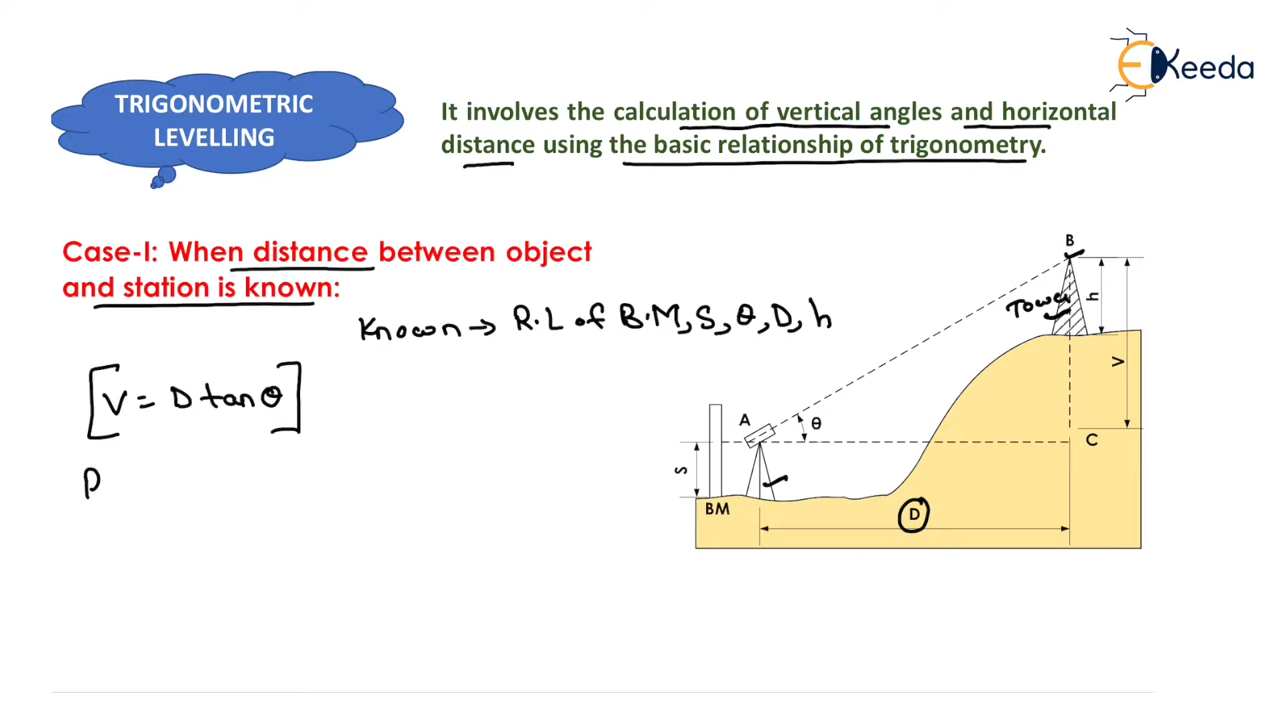 Keeda
TRIGONOMETRIC
LEVELLING
It involves the calculation of vertical angles and horizontal
distance using the basic relationship of trigonometry.
Case-I: When distance between object
and station is known:
Known → R.L of B.M, S, θ, D, h
[V = D tan θ]
P
B
Tower
h
V
A
θ
C
S
BM
D